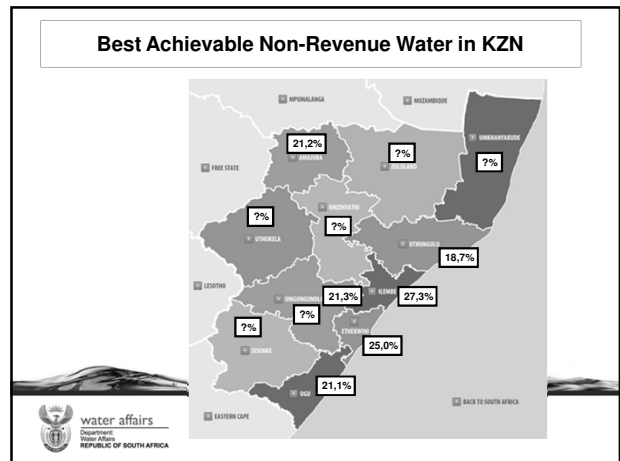 Best Achievable Non-Revenue Water in KZN
MPUMALANGA
MOZAMBIQUE
UMKHANYAKUDE
21,2%
AMAJUBA
?%
ZULULAND
?%
FREE STATE
UMZINYATHI
?%
?%
UTHUKELA
UTHUNGULU
18,7%
LESOTHO
UMGUNGUNDLOVU
21,3%
ILEMBE
27,3%
?%
?%
ETHEKWINI
SISONKE
25,0%
21,1%
UGU
EASTERN CAPE
BACK TO SOUTH AFRICA
water affairs
Department:
Water Affairs
REPUBLIC OF SOUTH AFRICA